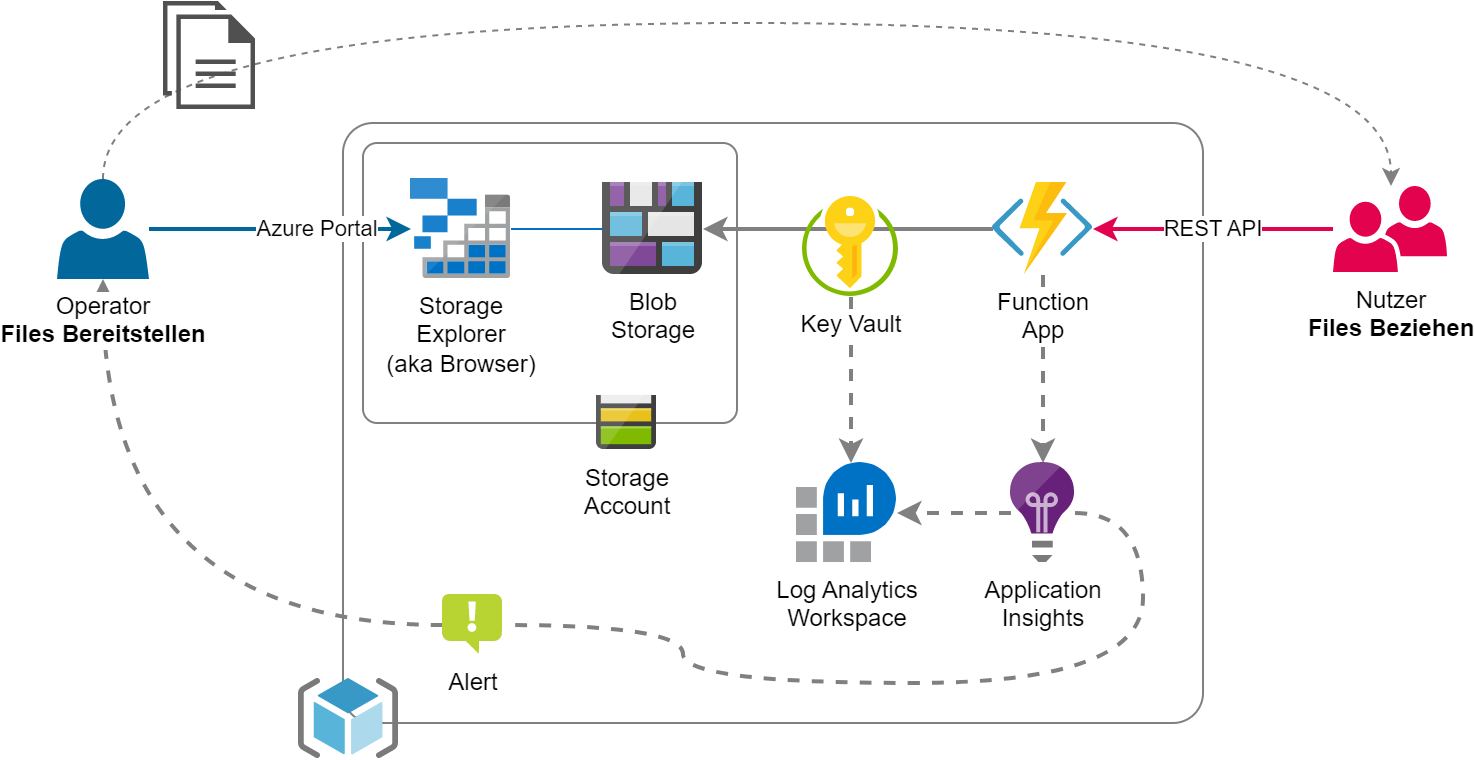 Azure Portal
REST API
Operator
Files Bereitstellen
Storage
Explorer
(aka Browser)
Blob
Storage
Key Vault
Function
App
Nutzer
Files Beziehen
Storage
Account
Log Analytics
Workspace
Application
Insights
Alert